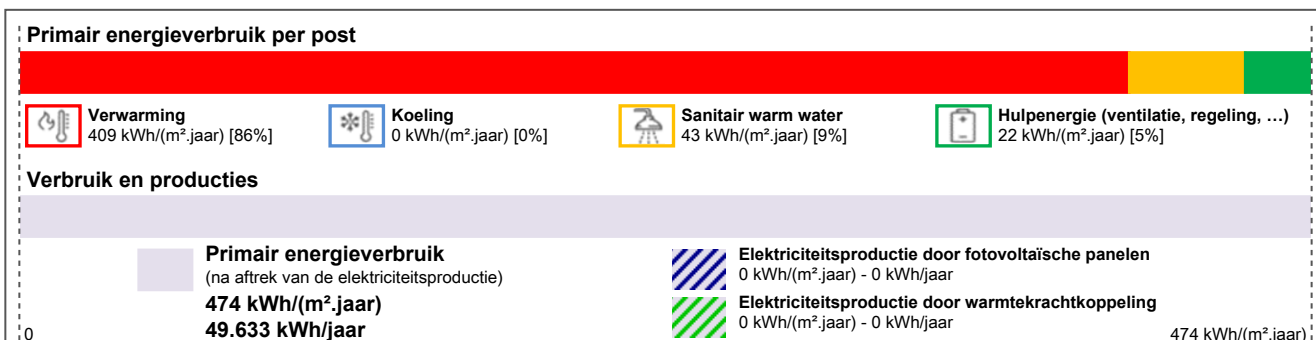 Primair energieverbruik per post
Verwarming
409 kWh/(m².jaar) [86%]
Koeling
0 kWh/(m².jaar) [0%]
Sanitair warm water
43 kWh/(m².jaar) [9%]
Hulpenergie (ventilatie, regeling, …)
22 kWh/(m².jaar) [5%]
Verbruik en producties
Primair energieverbruik
(na aftrek van de elektriciteitsproductie)
474 kWh/(m².jaar)
49.633 kWh/jaar
Elektriciteitsproductie door fotovoltaïsche panelen
0 kWh/(m².jaar) - 0 kWh/jaar
Elektriciteitsproductie door warmtekrachtkoppeling
0 kWh/(m².jaar) - 0 kWh/jaar
0
474 kWh/(m².jaar)